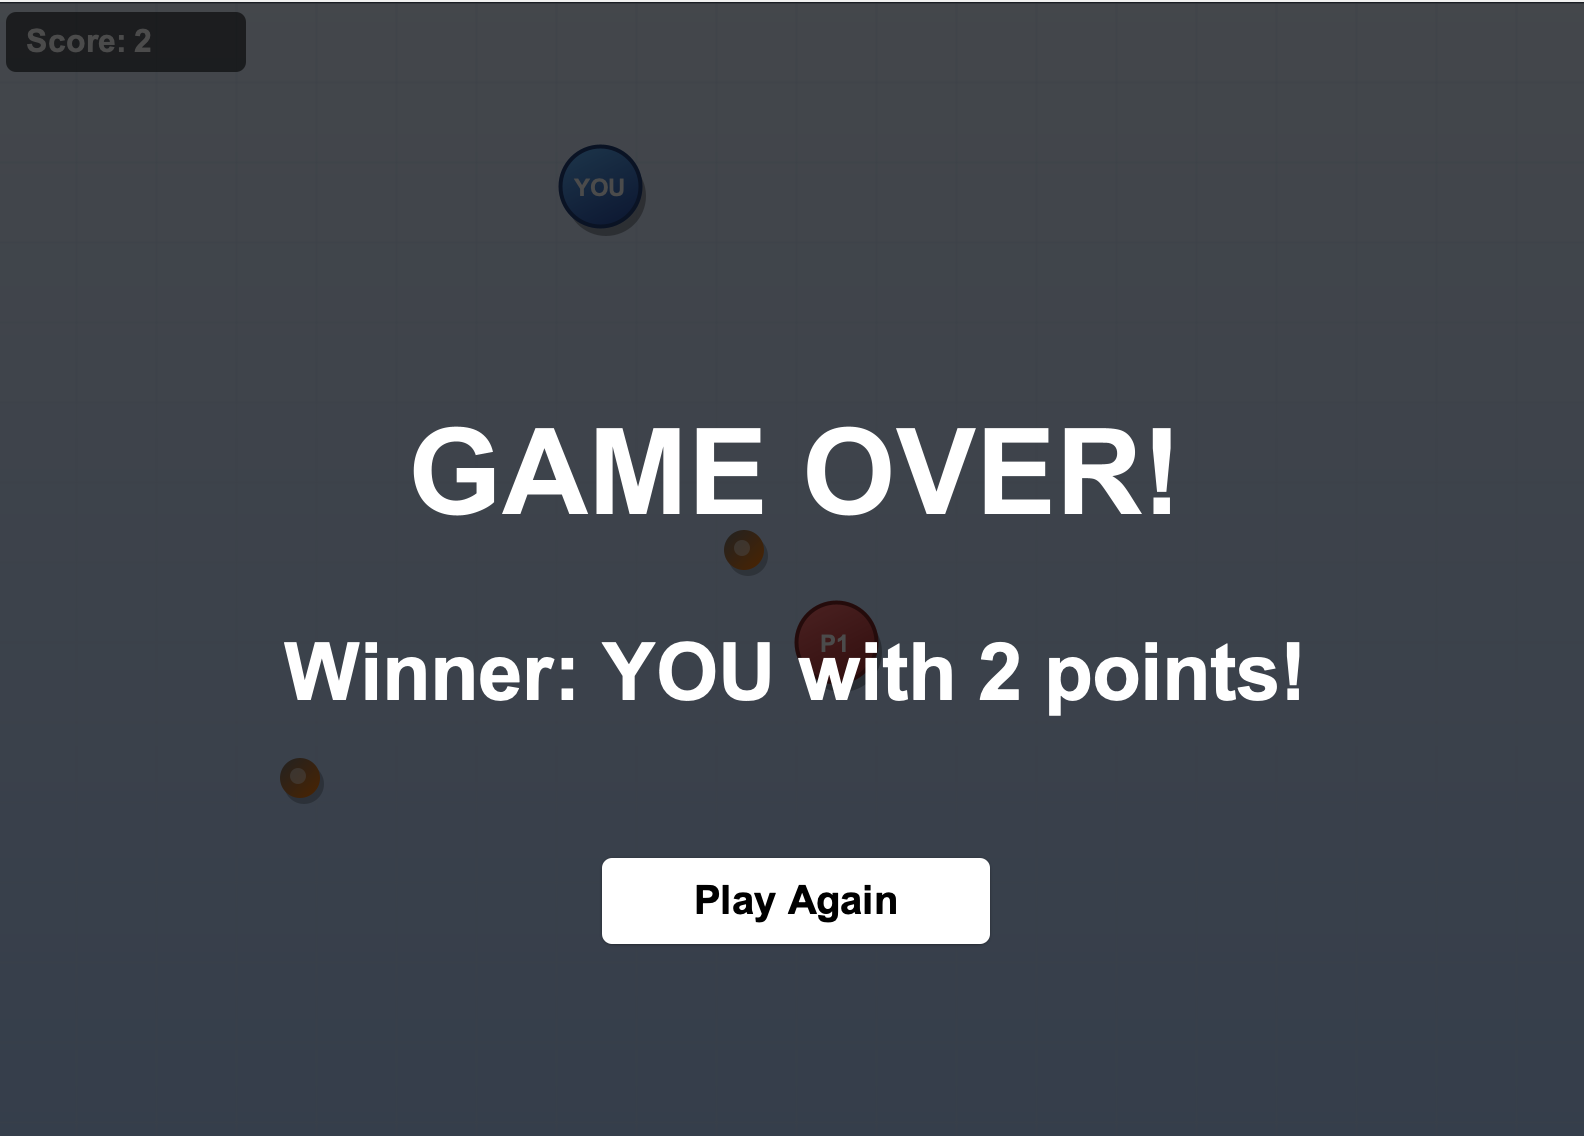 Score: 2
YOU
GAME OVER!
P1
Winner: YOU with 2 points!
Play Again